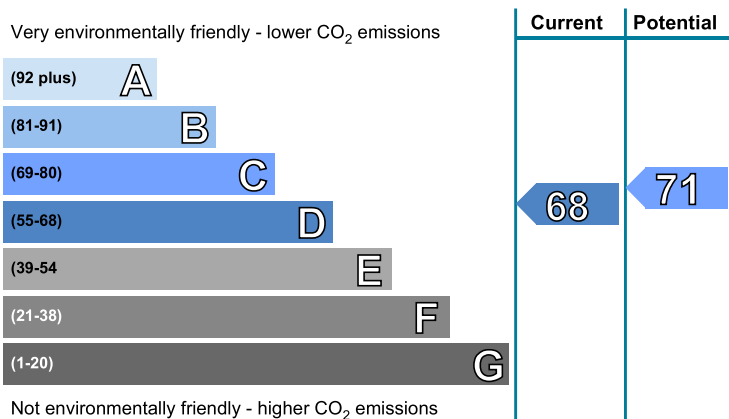 Very environmentally friendly - lower CO2 emissions
Current
Potential
(92 plus) A
(81-91) B
(69-80) C
(55-68) D
(39-54 E
(21-38) F
(1-20) G
68
71
Not environmentally friendly - higher CO2 emissions